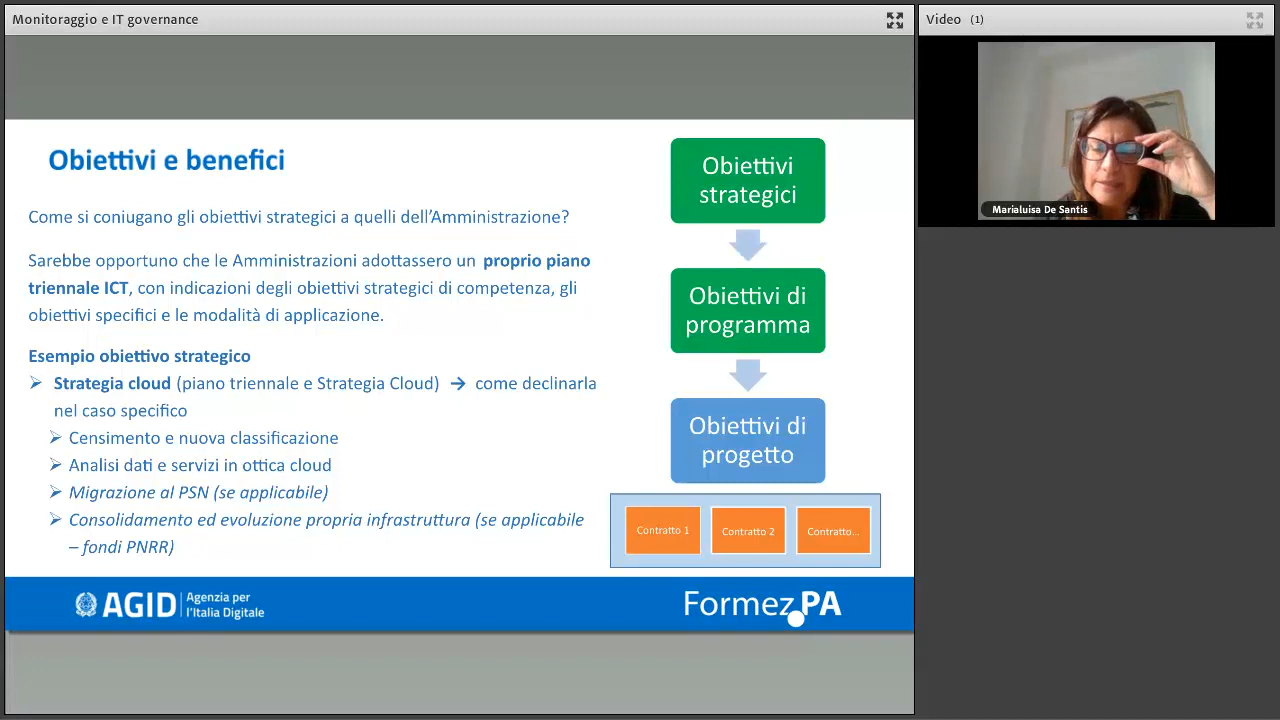 Monitoraggio e IT governance
Video (1)
Marialuisa De Santis
Obiettivi e benefici
Come si coniugano gli obiettivi strategici a quelli dell'Amministrazione?
Sarebbe opportuno che le Amministrazioni adottassero un proprio piano
triennale ICT, con indicazioni degli obiettivi strategici di competenza, gli
obiettivi specifici e le modalità di applicazione.
Esempio obiettivo strategico
Strategia cloud (piano triennale e Strategia Cloud) → come declinarla
nel caso specifico
Censimento e nuova classificazione
Analisi dati e servizi in ottica cloud
Migrazione al PSN (se applicabile)
Consolidamento ed evoluzione propria infrastruttura (se applicabile
– fondi PNRR)
Obiettivi
strategici
Obiettivi di
programma
Obiettivi di
progetto
Contratto 1
Contratto 2
Contratto...
AGID
Agenzia per
l'Italia Digitale
Formez.PA